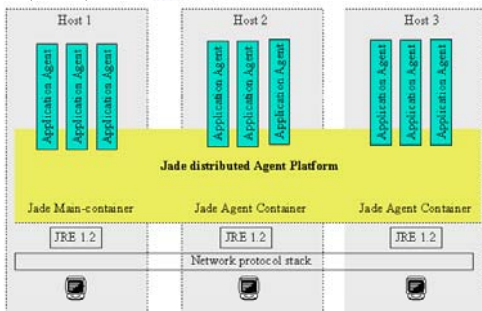 Host 1
Host 2
Host 3
Application Agent
Application Agent
Application Agent
Application Agent
Application Agent
Application Agent
Application Agent
Application Agent
Application Agent
Jade distributed Agent Platform
Jade Main-container
Jade Agent Container
Jade Agent Container
JRE 1.2
JRE 1.2
JRE 1.2
Network protocol stack